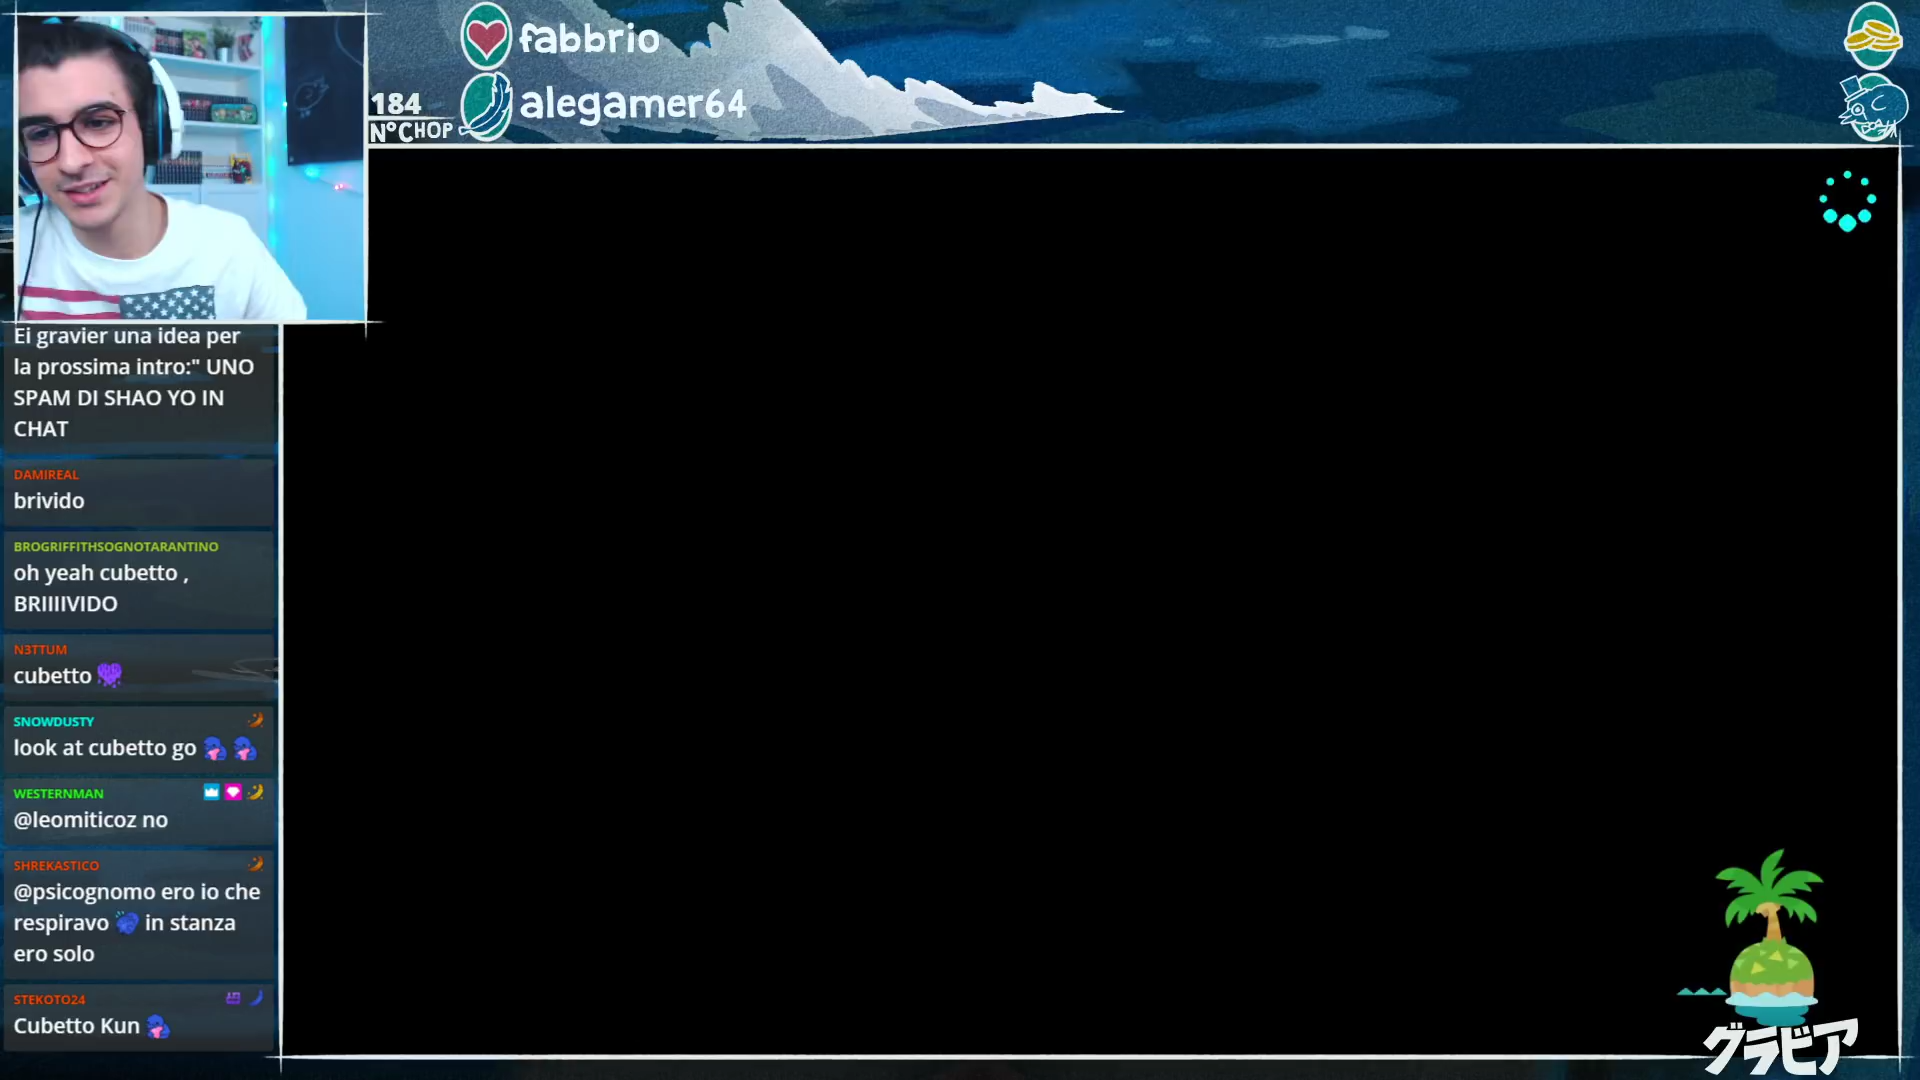 fabbrio
184
N°CHOP
alegamer64
Ei gravier una idea per
la prossima intro:" UNO
SPAM DI SHAO YO IN
CHAT
DAMIREAL
brivido
BROGRIFFITHSOGNOTARANTINO
oh yeah cubetto ,
BRIIIIVIDO
N3TTUM
cubetto
SNOWDUSTY
look at cubetto go
WESTERNMAN
@leomiticoz no
SHREKASTICO
@psicognomo ero io che
respiravo in stanza
ero solo
STEKOTO24
Cubetto Kun
グラビア